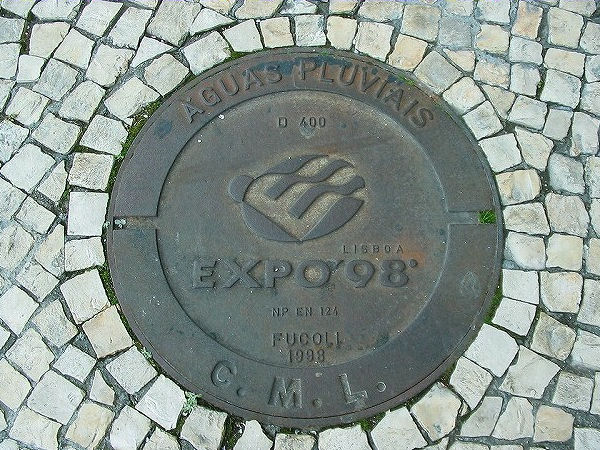 ÁGUAS PLUVIAIS
D 400
LISBOA
EXPO'98
NP EN 124
FUCOLI
1998
C. M. L.